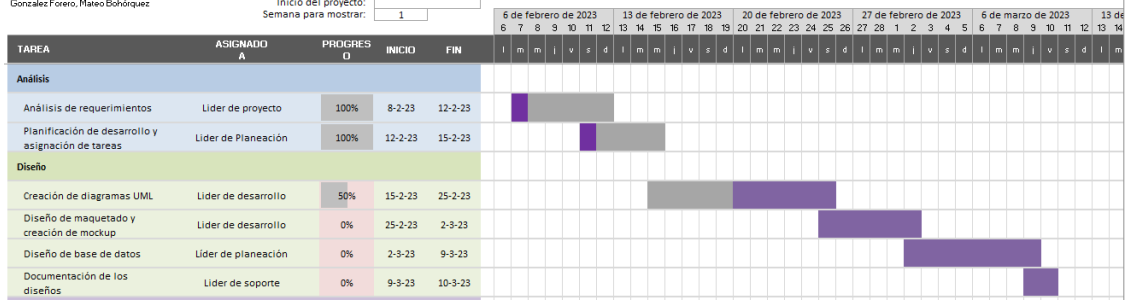 Gonzalez Forero, Mateo Bohórquez
Inicio del proyecto:
Semana para mostrar: 1
6 de febrero de 2023 13 de febrero de 2023 20 de febrero de 2023 27 de febrero de 2023 6 de marzo de 2023 13 de
6 7 8 9 10 11 12 13 14 15 16 17 18 19 20 21 22 23 24 25 26 27 28 1 2 3 4 5 6 7 8 9 10 11 12 13 14
TAREA ASIGNADO A PROGRESO INICIO FIN l m m j v s d l m m j v s d l m m j v s d l m m j v s d l m m j v s d l m
Análisis
Análisis de requerimientos Lider de proyecto 100% 8-2-23 12-2-23
Planificación de desarrollo y
asignación de tareas Lider de Planeación 100% 12-2-23 15-2-23
Diseño
Creación de diagramas UML Lider de desarrollo 50% 15-2-23 25-2-23
Diseño de maquetado y
creación de mockup Lider de desarrollo 0% 25-2-23 2-3-23
Diseño de base de datos Líder de planeación 0% 2-3-23 9-3-23
Documentación de los
diseños Lider de soporte 0% 9-3-23 10-3-23